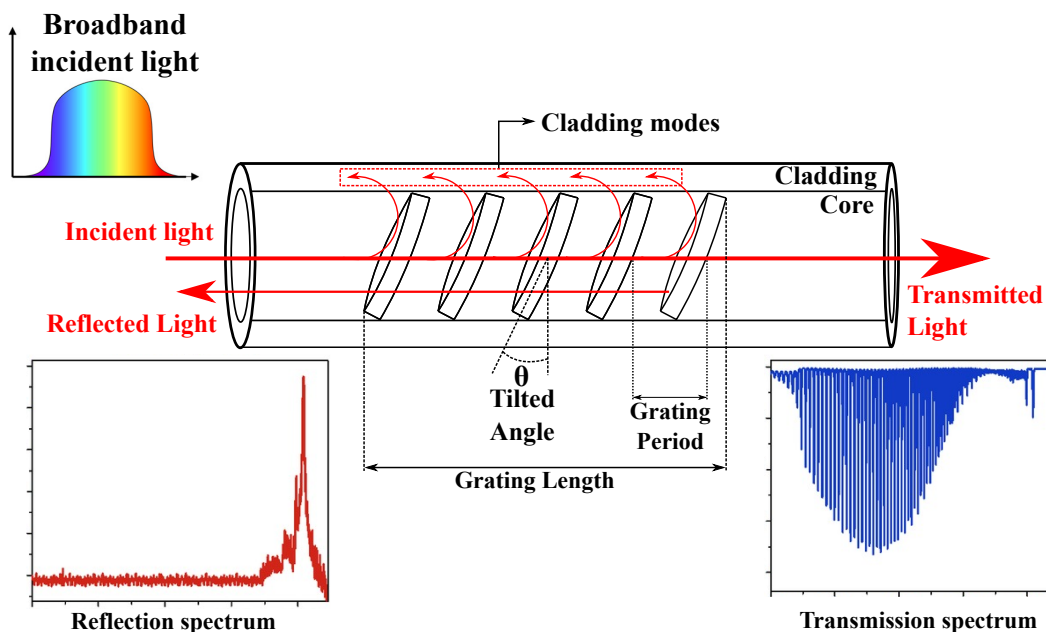 Broadband
incident light
Cladding modes
Cladding
Core
Incident light
Reflected Light
Transmitted
Light
θ
Tilted
Angle
Grating
Period
Grating Length
Reflection spectrum
Transmission spectrum